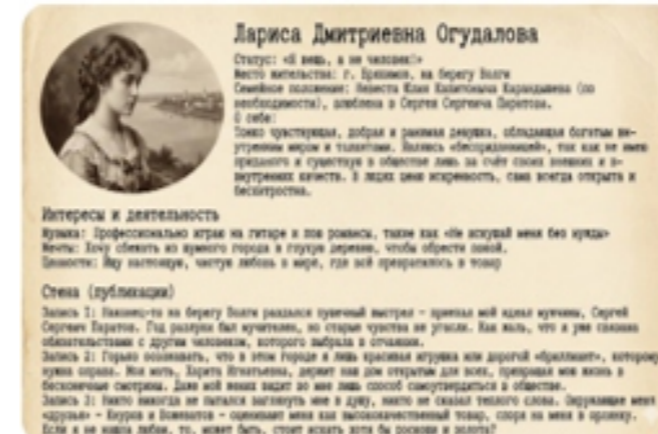 Лариса Дмитриевна Огудалова
Статус: «Я вещь, а не человек!»
Место жительства: г. Бряхимов, на берегу Волги
Семейное положение: Невеста Юлия Капитоныча Карандышева (по
необходимости), влюблена в Сергея Сергеича Паратова.
О себе:
Тонко чувствующая, добрая и ранимая девушка, обладающая богатым вн-
утренним миром и талантами. Являюсь «бесприданницей», так как не имею
приданого и существую в обществе лишь за счёт своих внешних и в-
нутренних качеств. В людях ценю искренность, сама всегда открыта и
бесхитростна.
Интересы и деятельность
Музыка: Профессионально играю на гитаре и пою романсы, такие как «Не искушай меня без нужды»
Мечты: Хочу сбежать из шумного города в глухую деревню, чтобы обрести покой.
Ценности: Ищу настоящую, чистую любовь в мире, где всё превратилось в товар
Стена (публикации)
Запись 1: Наконец-то на берегу Волги раздался пушечный выстрел – приехал мой идеал мужчины, Сергей
Сергеич Паратов. Год разлуки был мучителен, но старые чувства не угасли. Как жаль, что я уже связана
обязательствами с другим человеком, которого выбрала в отчаянии.
Запись 2: Горько осознавать, что в этом городе я лишь красивая игрушка или дорогой «бриллиант», которому
нужна оправа. Моя мать, Харита Игнатьевна, держит наш дом открытым для всех, превращая мою жизнь в
бесконечные смотрины. Даже мой жених видит во мне лишь способ самоутвердиться в обществе.
Запись 3: Никто никогда не пытался заглянуть мне в душу, никто не сказал теплого слова. Окружающие меня
«друзья» – Кнуров и Вожеватов – оценивают меня как высококачественный товар, споря на меня в орлянку.
Если я не нашла любви, то, может быть, стоит искать хотя бы роскоши и золота?